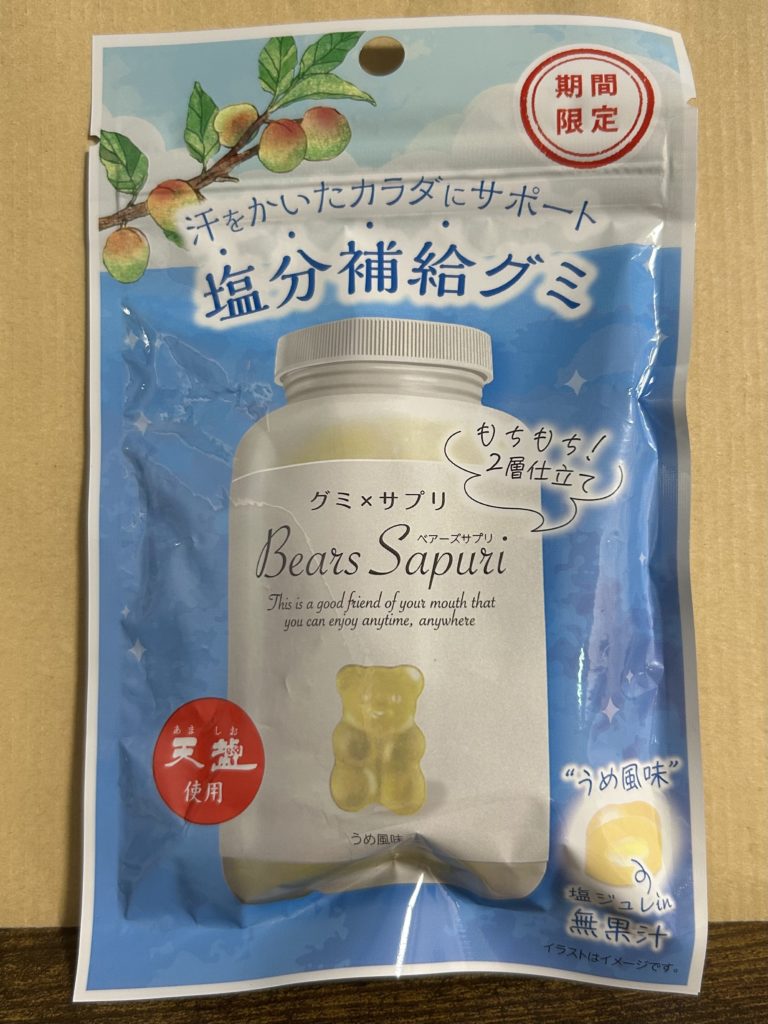 期間
限定
汗をかいたカラダにサポート
塩分補給グミ
もちもち!
2層仕立て
グミ×サプリ
ベアーズサプリ
Bears Sapuri
This is a good friend of your mouth that
you can enjoy anytime, anywhere
あましお
天塩
使用
うめ風味
"うめ風味"
塩ジュレin
無果汁
イラストはイメージです。